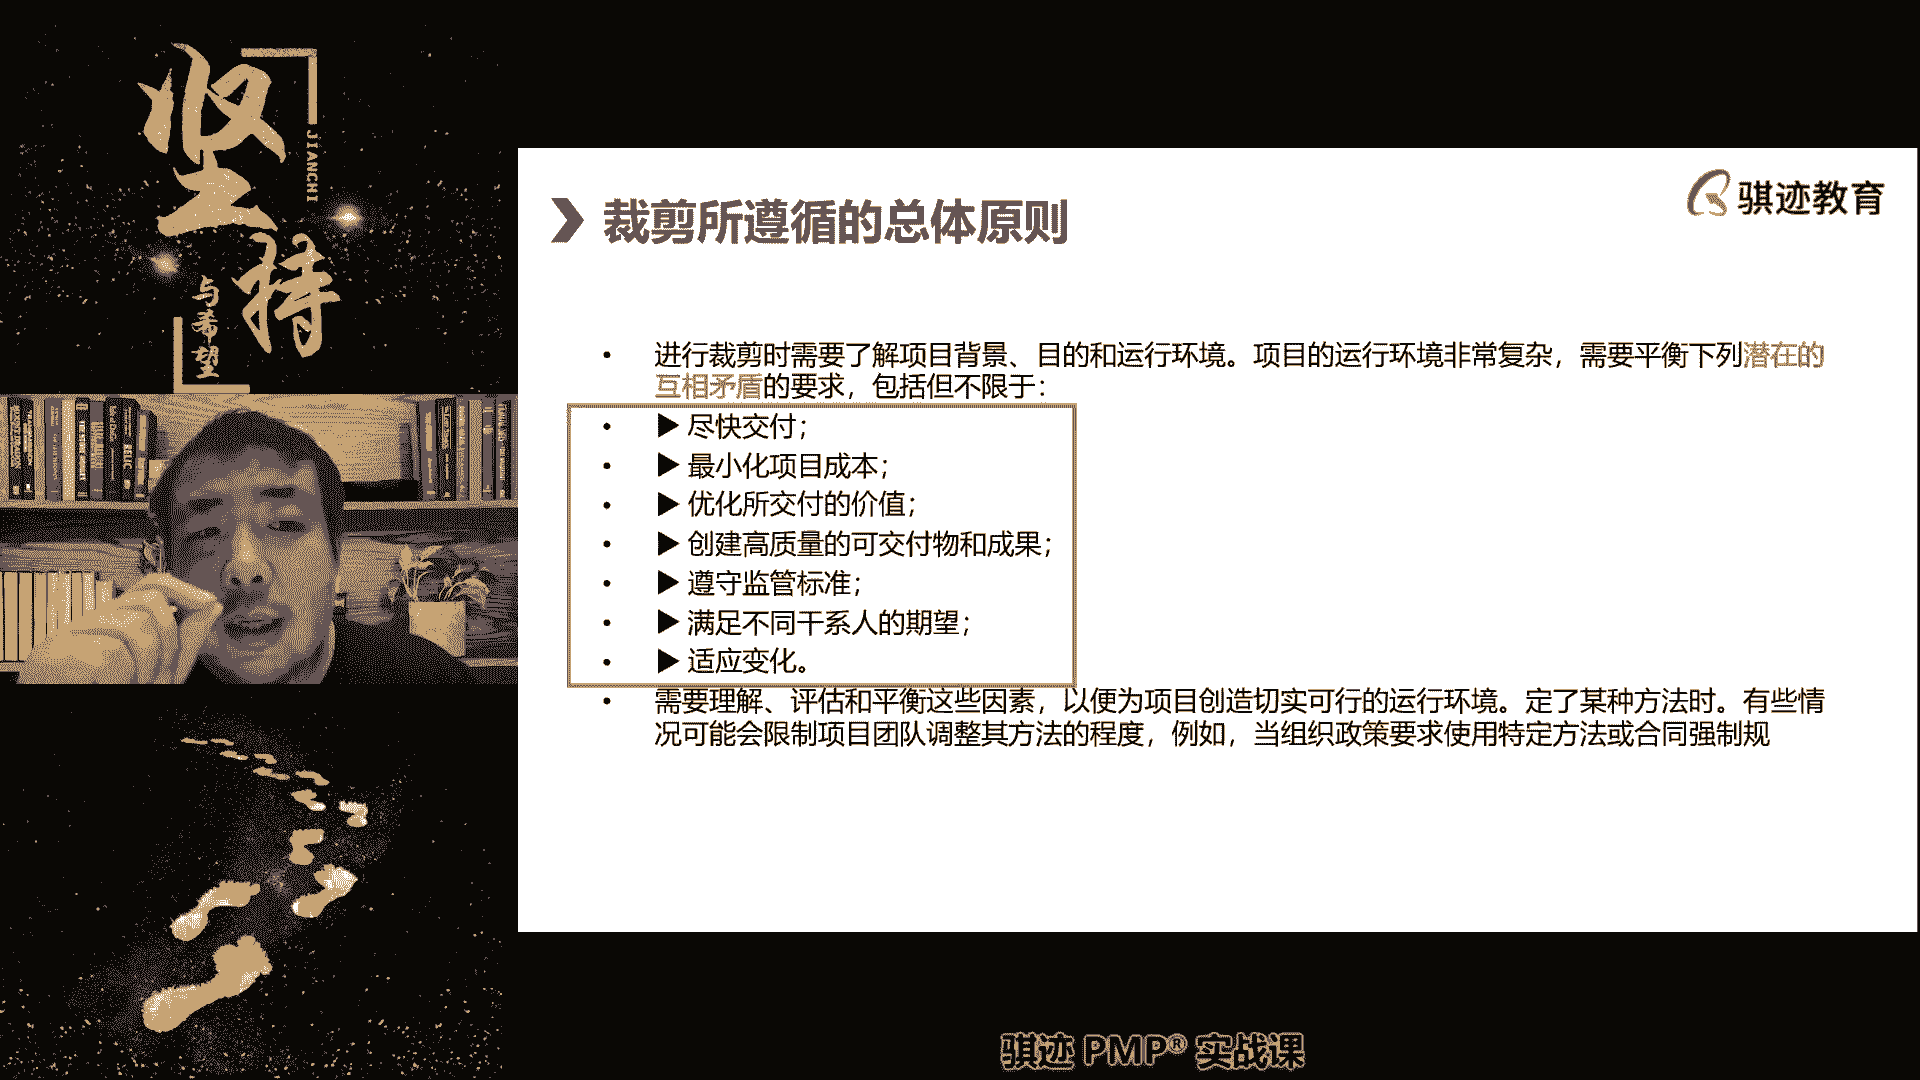 坚持
JIANCHI
与希望
骐迹教育
裁剪所遵循的总体原则
• 进行裁剪时需要了解项目背景、目的和运行环境。项目的运行环境非常复杂，需要平衡下列潜在的
互相矛盾的要求，包括但不限于：
• ▶ 尽快交付；
• ▶ 最小化项目成本；
• ▶ 优化所交付的价值；
• ▶ 创建高质量的可交付物和成果；
• ▶ 遵守监管标准；
• ▶ 满足不同干系人的期望；
• ▶ 适应变化。
• 需要理解、评估和平衡这些因素，以便为项目创造切实可行的运行环境。定了某种方法时。有些情
况可能会限制项目团队调整其方法的程度，例如，当组织政策要求使用特定方法或合同强制规
骐迹 PMP® 实战课